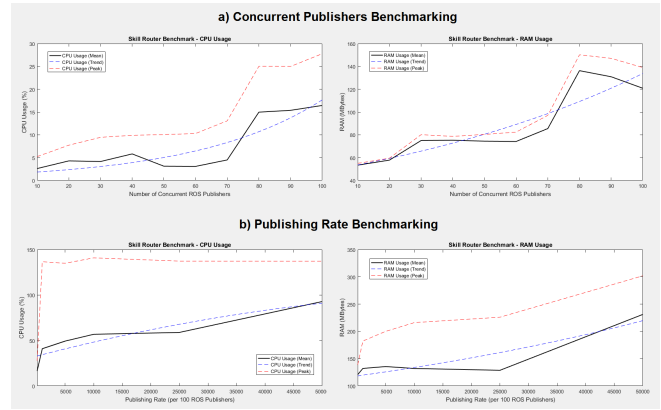 a) Concurrent Publishers Benchmarking
Skill Router Benchmark - CPU Usage
CPU Usage (Mean)
CPU Usage (Trend)
CPU Usage (Peak)
CPU Usage (%)
30
25
20
15
10
5
0
10 20 30 40 50 60 70 80 90 100
Number of Concurrent ROS Publishers
Skill Router Benchmark - RAM Usage
RAM Usage (Mean)
RAM Usage (Trend)
RAM Usage (Peak)
RAM (MBytes)
160
140
120
100
80
60
40
10 20 30 40 50 60 70 80 90 100
Number of Concurrent ROS Publishers
b) Publishing Rate Benchmarking
Skill Router Benchmark - CPU Usage
150
100
50
0
CPU Usage (%)
CPU Usage (Mean)
CPU Usage (Trend)
CPU Usage (Peak)
5000 10000 15000 20000 25000 30000 35000 40000 45000 5000
Publishing Rate (per 100 ROS Publishers)
Skill Router Benchmark - RAM Usage
RAM Usage (Mean)
RAM Usage (Trend)
RAM Usage (Peak)
RAM (MBytes)
350
300
250
200
150
100
5000 10000 15000 20000 25000 30000 35000 40000 45000 50000
Publishing Rate (per 100 ROS Publishers)